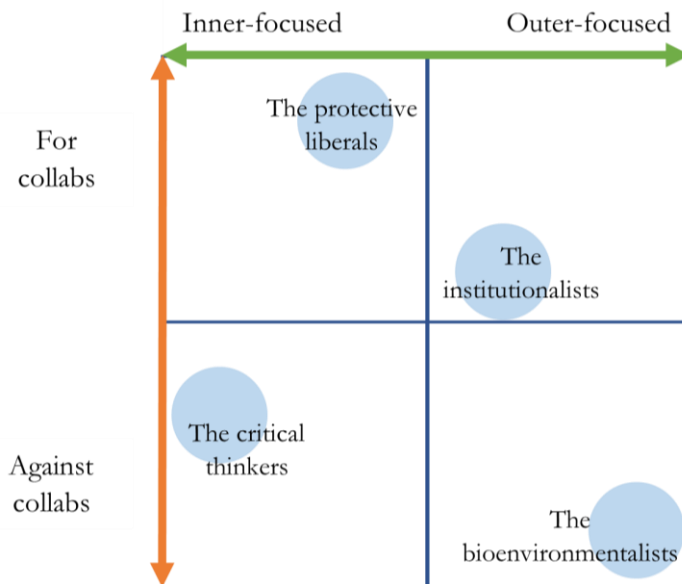 Inner-focused
Outer-focused
The protective
liberals
For
collabs
The
institutionalists
The critical
thinkers
Against
collabs
The
bioenvironmentalists